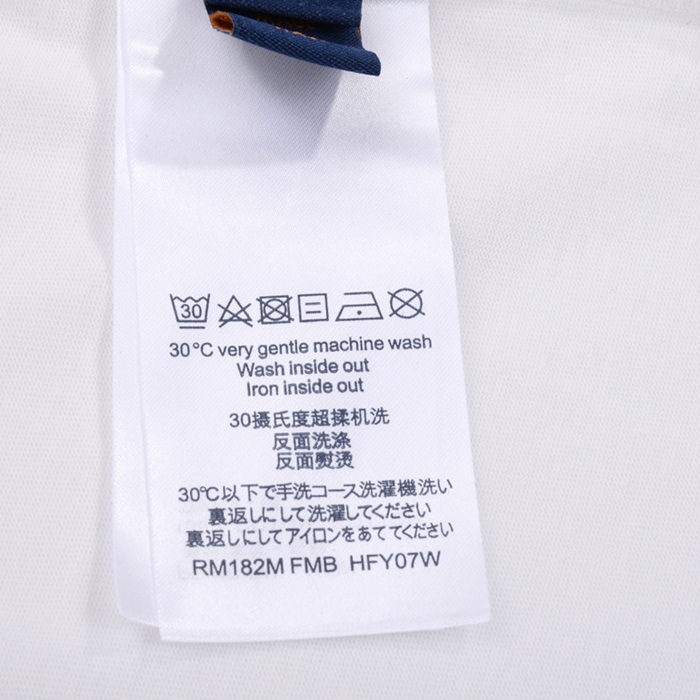 30
30°C very gentle machine wash
Wash inside out
Iron inside out
30摄氏度超揉机洗
反面洗涤
反面熨烫
30℃以下で手洗コース洗濯機洗い
裏返しにして洗濯してください
裏返しにしてアイロンをあててください
RM182M FMB HFY07W